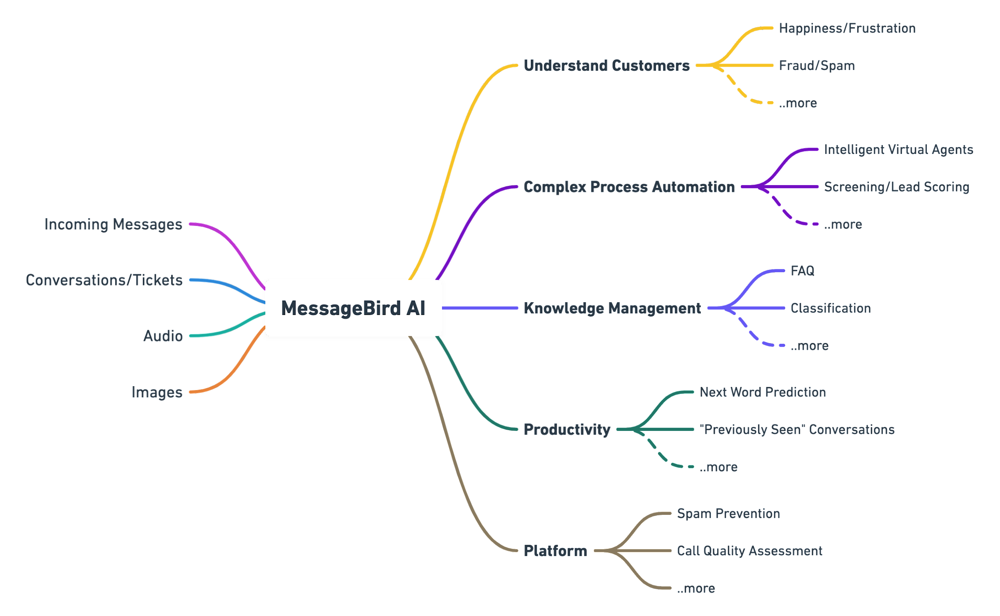 Incoming Messages
Conversations/Tickets
Audio
Images
MessageBird AI
Understand Customers
Happiness/Frustration
Fraud/Spam
..more
Complex Process Automation
Intelligent Virtual Agents
Screening/Lead Scoring
..more
Knowledge Management
FAQ
Classification
..more
Productivity
Next Word Prediction
"Previously Seen" Conversations
..more
Platform
Spam Prevention
Call Quality Assessment
..more